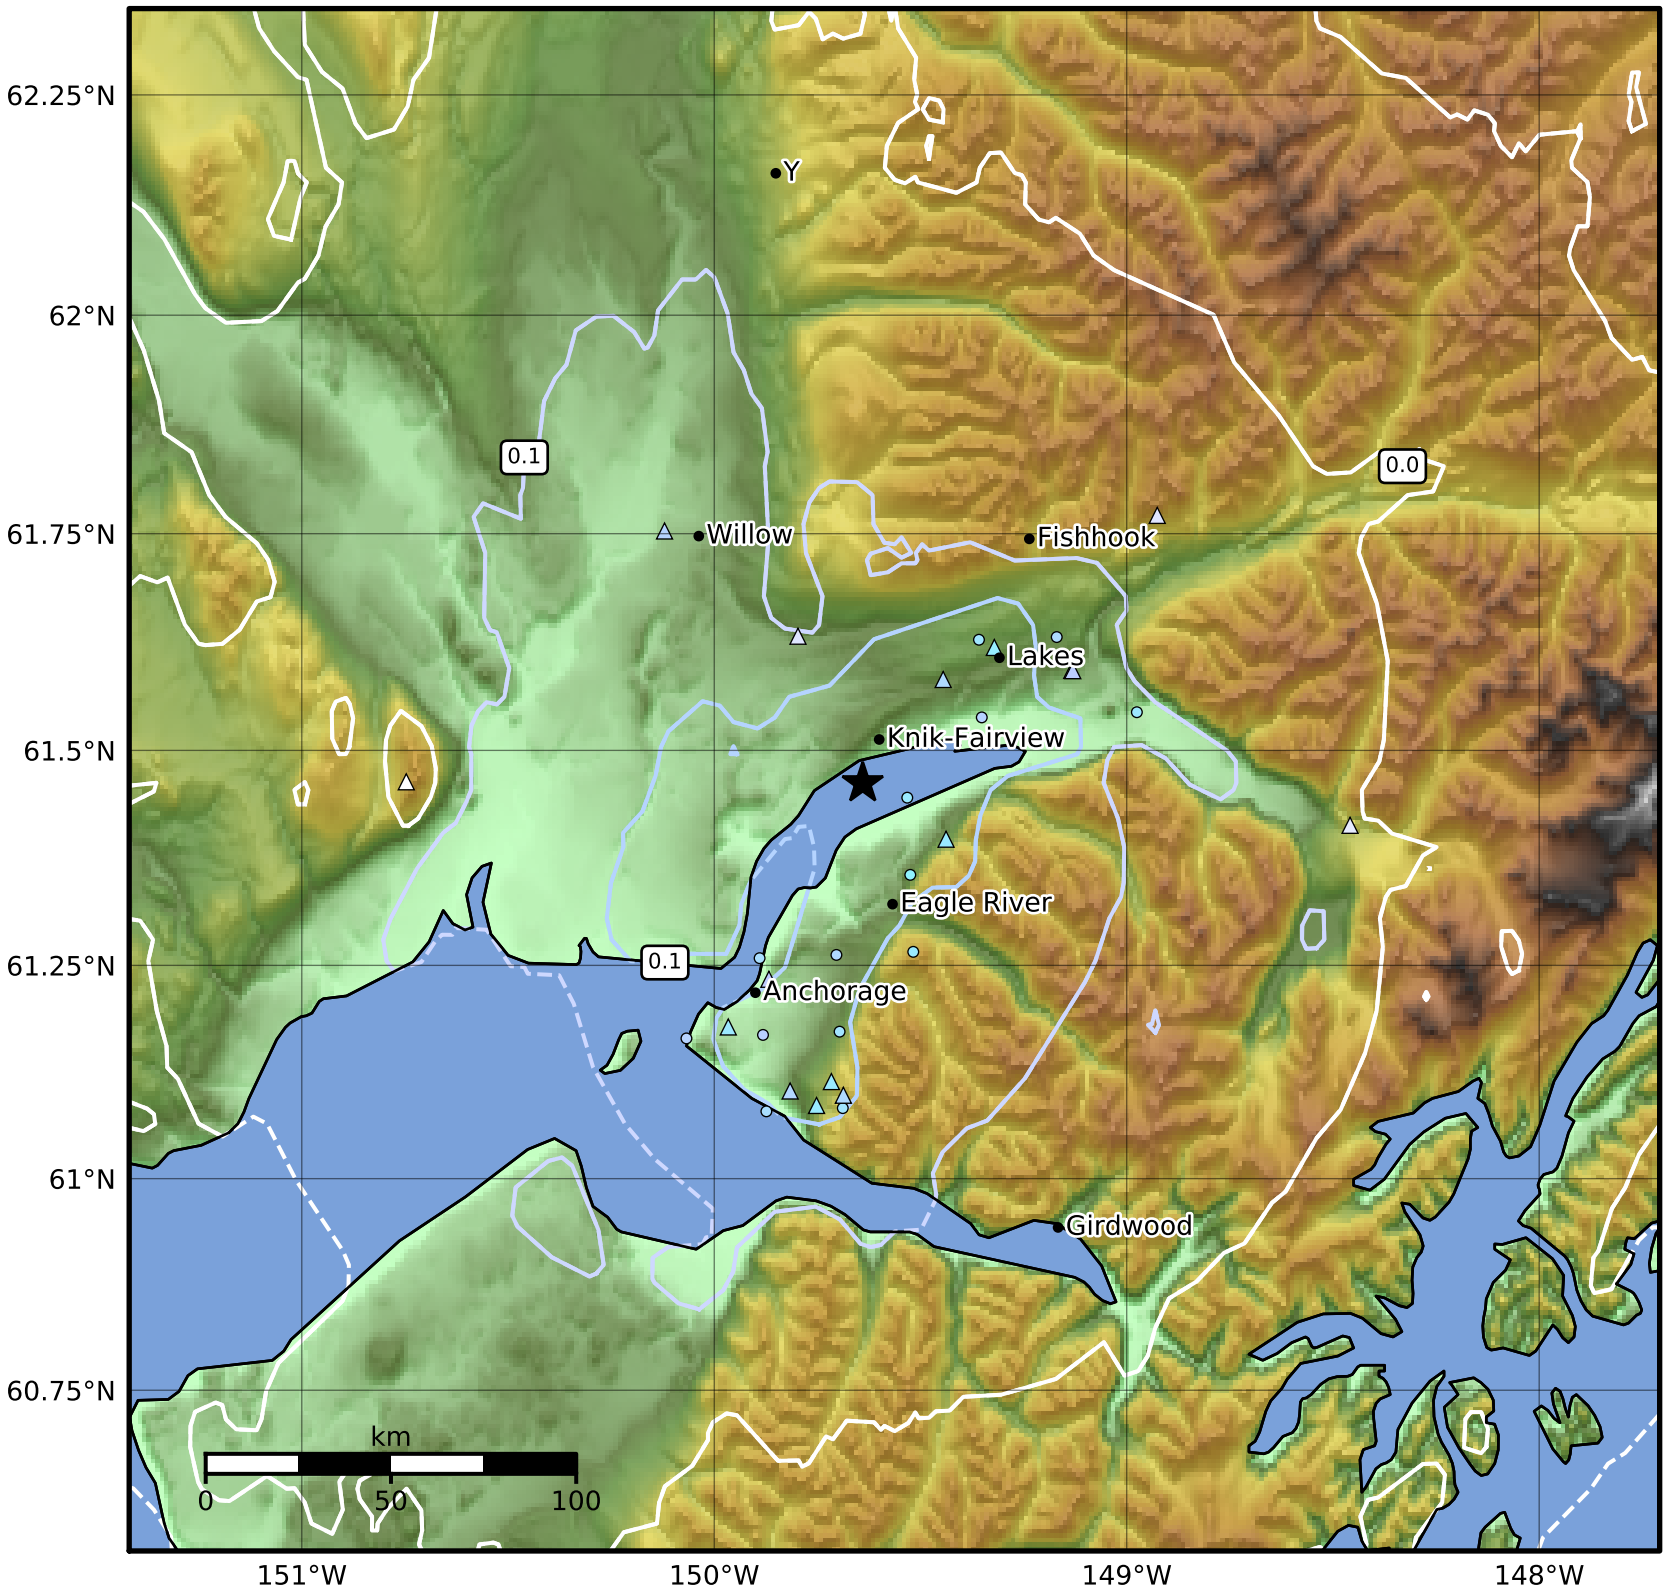 62.25°N
Y
62°N
0.1
0.0
61.75°N
Willow
Fishhook
Lakes
61.5°N
Knik-Fairview
Eagle River
61.25°N
0.1
Anchorage
61°N
Girdwood
60.75°N
km
0 50 100
151°W 150°W 149°W 148°W